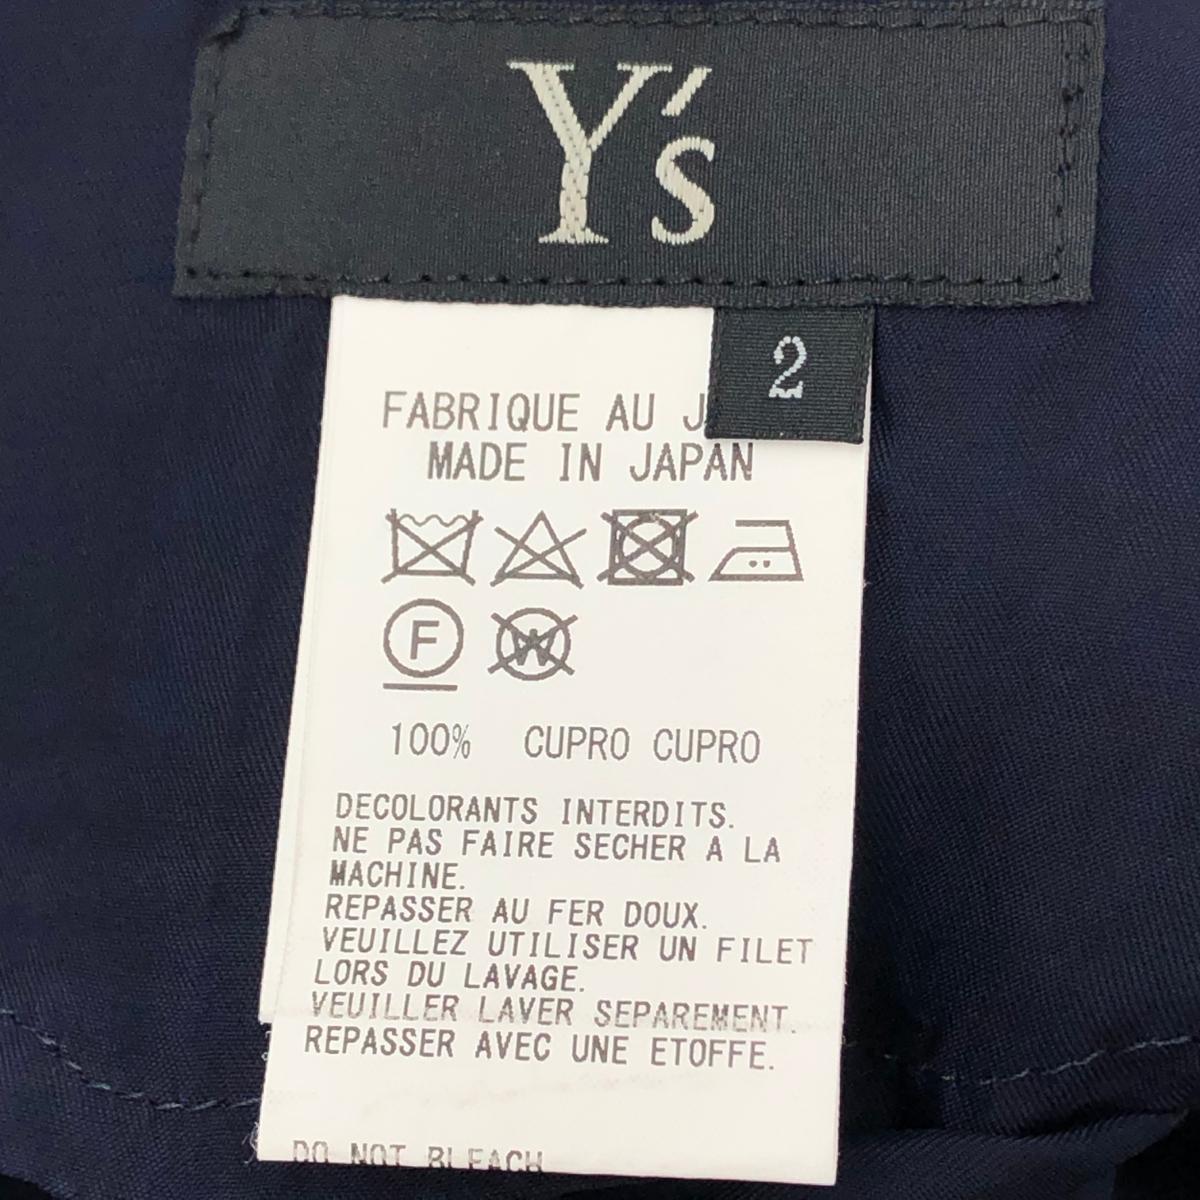 Y's
2
FABRIQUE AU J
MADE IN JAPAN
F W
100% CUPRO CUPRO
DECOLORANTS INTERDITS.
NE PAS FAIRE SECHER A LA
MACHINE.
REPASSER AU FER DOUX.
VEUILLEZ UTILISER UN FILET
LORS DU LAVAGE.
VEUILLER LAVER SEPAREMENT.
REPASSER AVEC UNE ETOFFE.
DO NOT BLEACH